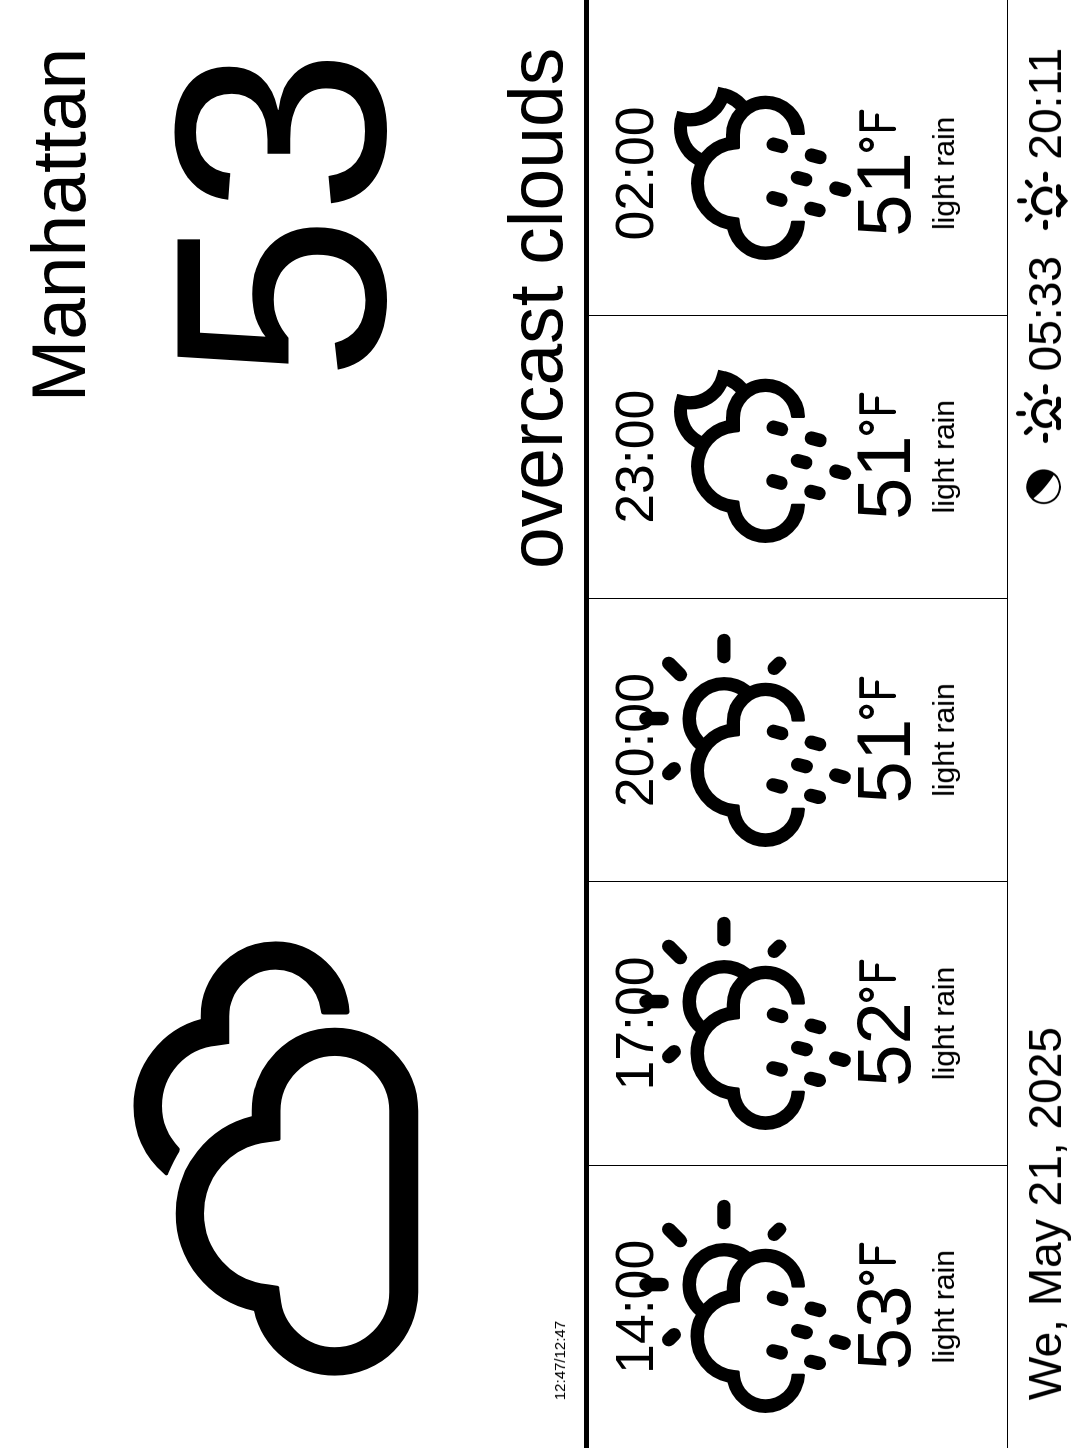 Manhattan
53
overcast clouds
12:47/12:47
14:00 17:00 20:00 23:00 02:00
53°F 52°F 51°F 51°F 51°F
light rain light rain light rain light rain light rain
We, May 21, 2025 05:33 20:11